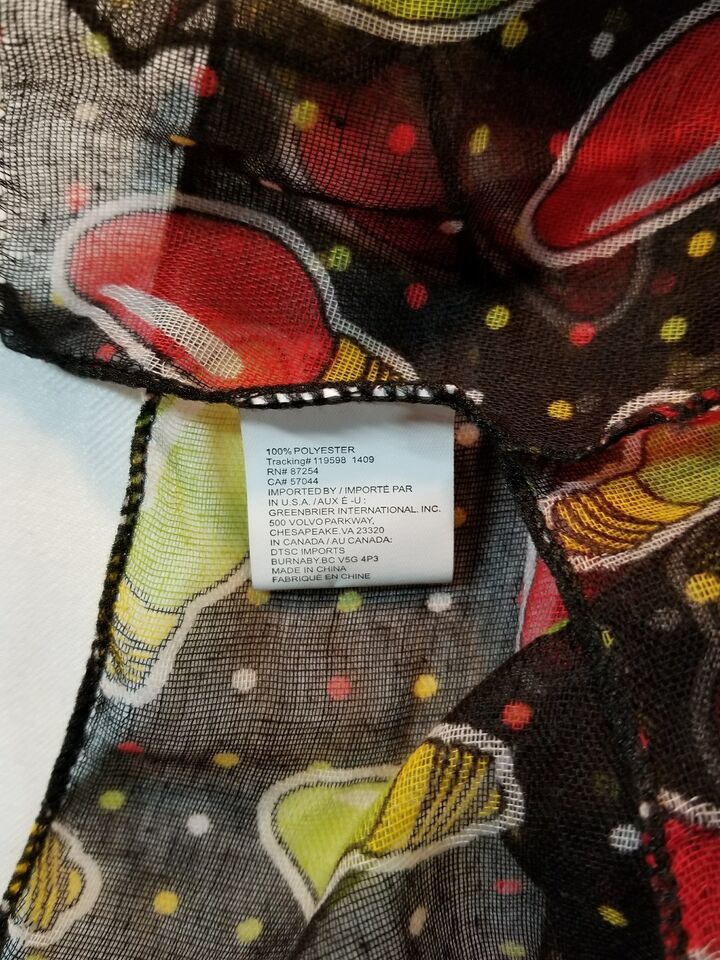 100% POLYESTER
Tracking# 119598 1409
RN# 87254
CA# 57044
IMPORTED BY / IMPORTÉ PAR
IN U.S.A. / AUX É -U :
GREENBRIER INTERNATIONAL. INC.
500 VOLVO PARKWAY,
CHESAPEAKE. VA 23320
IN CANADA / AU CANADA:
DTSC IMPORTS
BURNABY. BC V5G 4P3
MADE IN CHINA
FABRIQUÉ EN CHINE